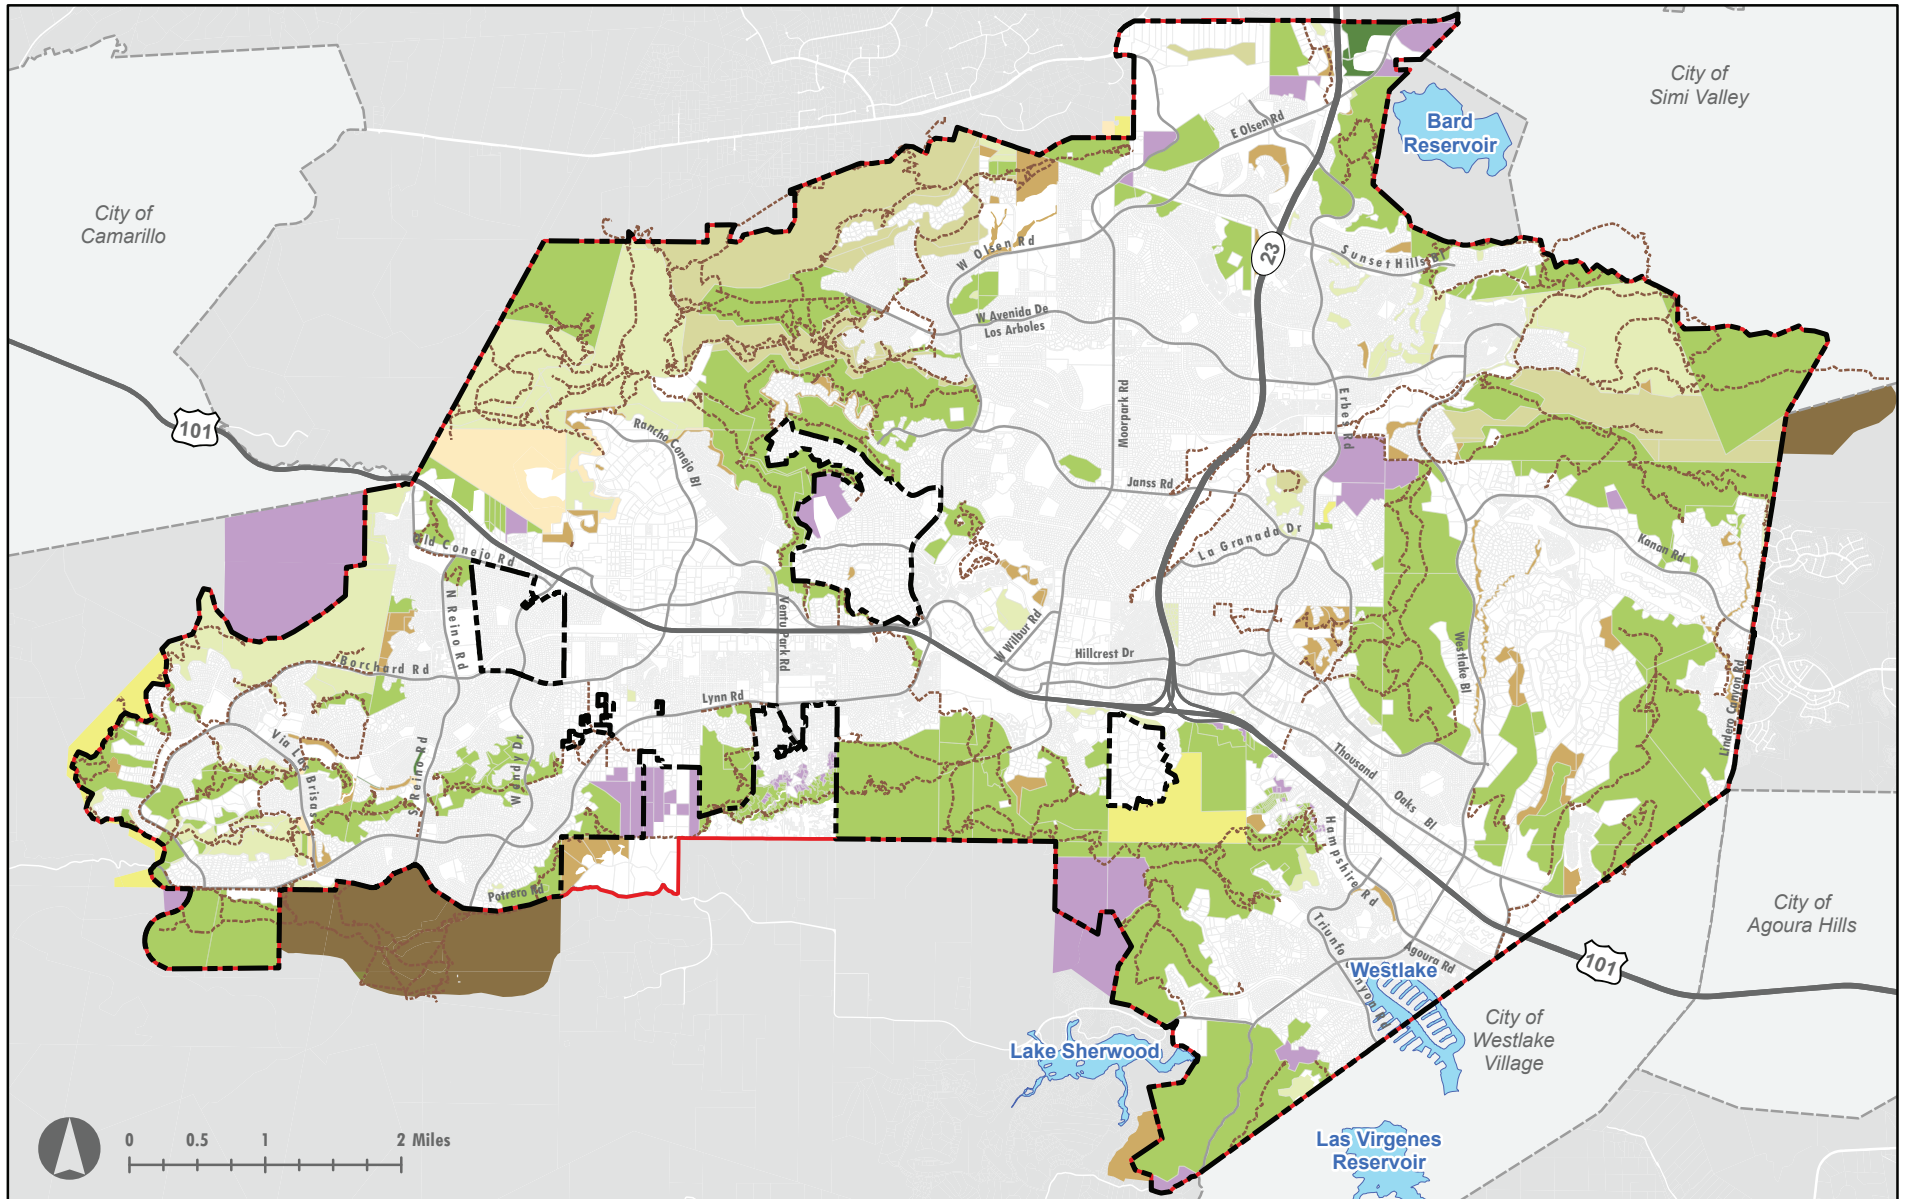 City of
Simi Valley
Bard
Reservoir
E Olsen Rd
City of
Camarillo
23
W Olsen Rd
Sunset Hills Bl
W Avenida De
Los Arboles
Moorpark Rd
Erbes Rd
101
Rancho Conejo Bl
Janss Rd
La Granada Dr
Kanan Rd
Old Conejo Rd
N Reino Rd
Ventu Park Rd
W Wilbur Rd
Hillcrest Dr
Westlake Bl
Borchard Rd
Lynn Rd
Lindero Canyon Rd
Via Las Brisas
S Reino Rd
Wendy Dr
Thousand
Oaks Bl
Hampshire Rd
Potrero Rd
City of
Agoura Hills
Triunfo Canyon Rd
Agoura Rd
101
Westlake
City of
Westlake
Village
Lake Sherwood
0 0.5 1 2 Miles
Las Virgenes
Reservoir